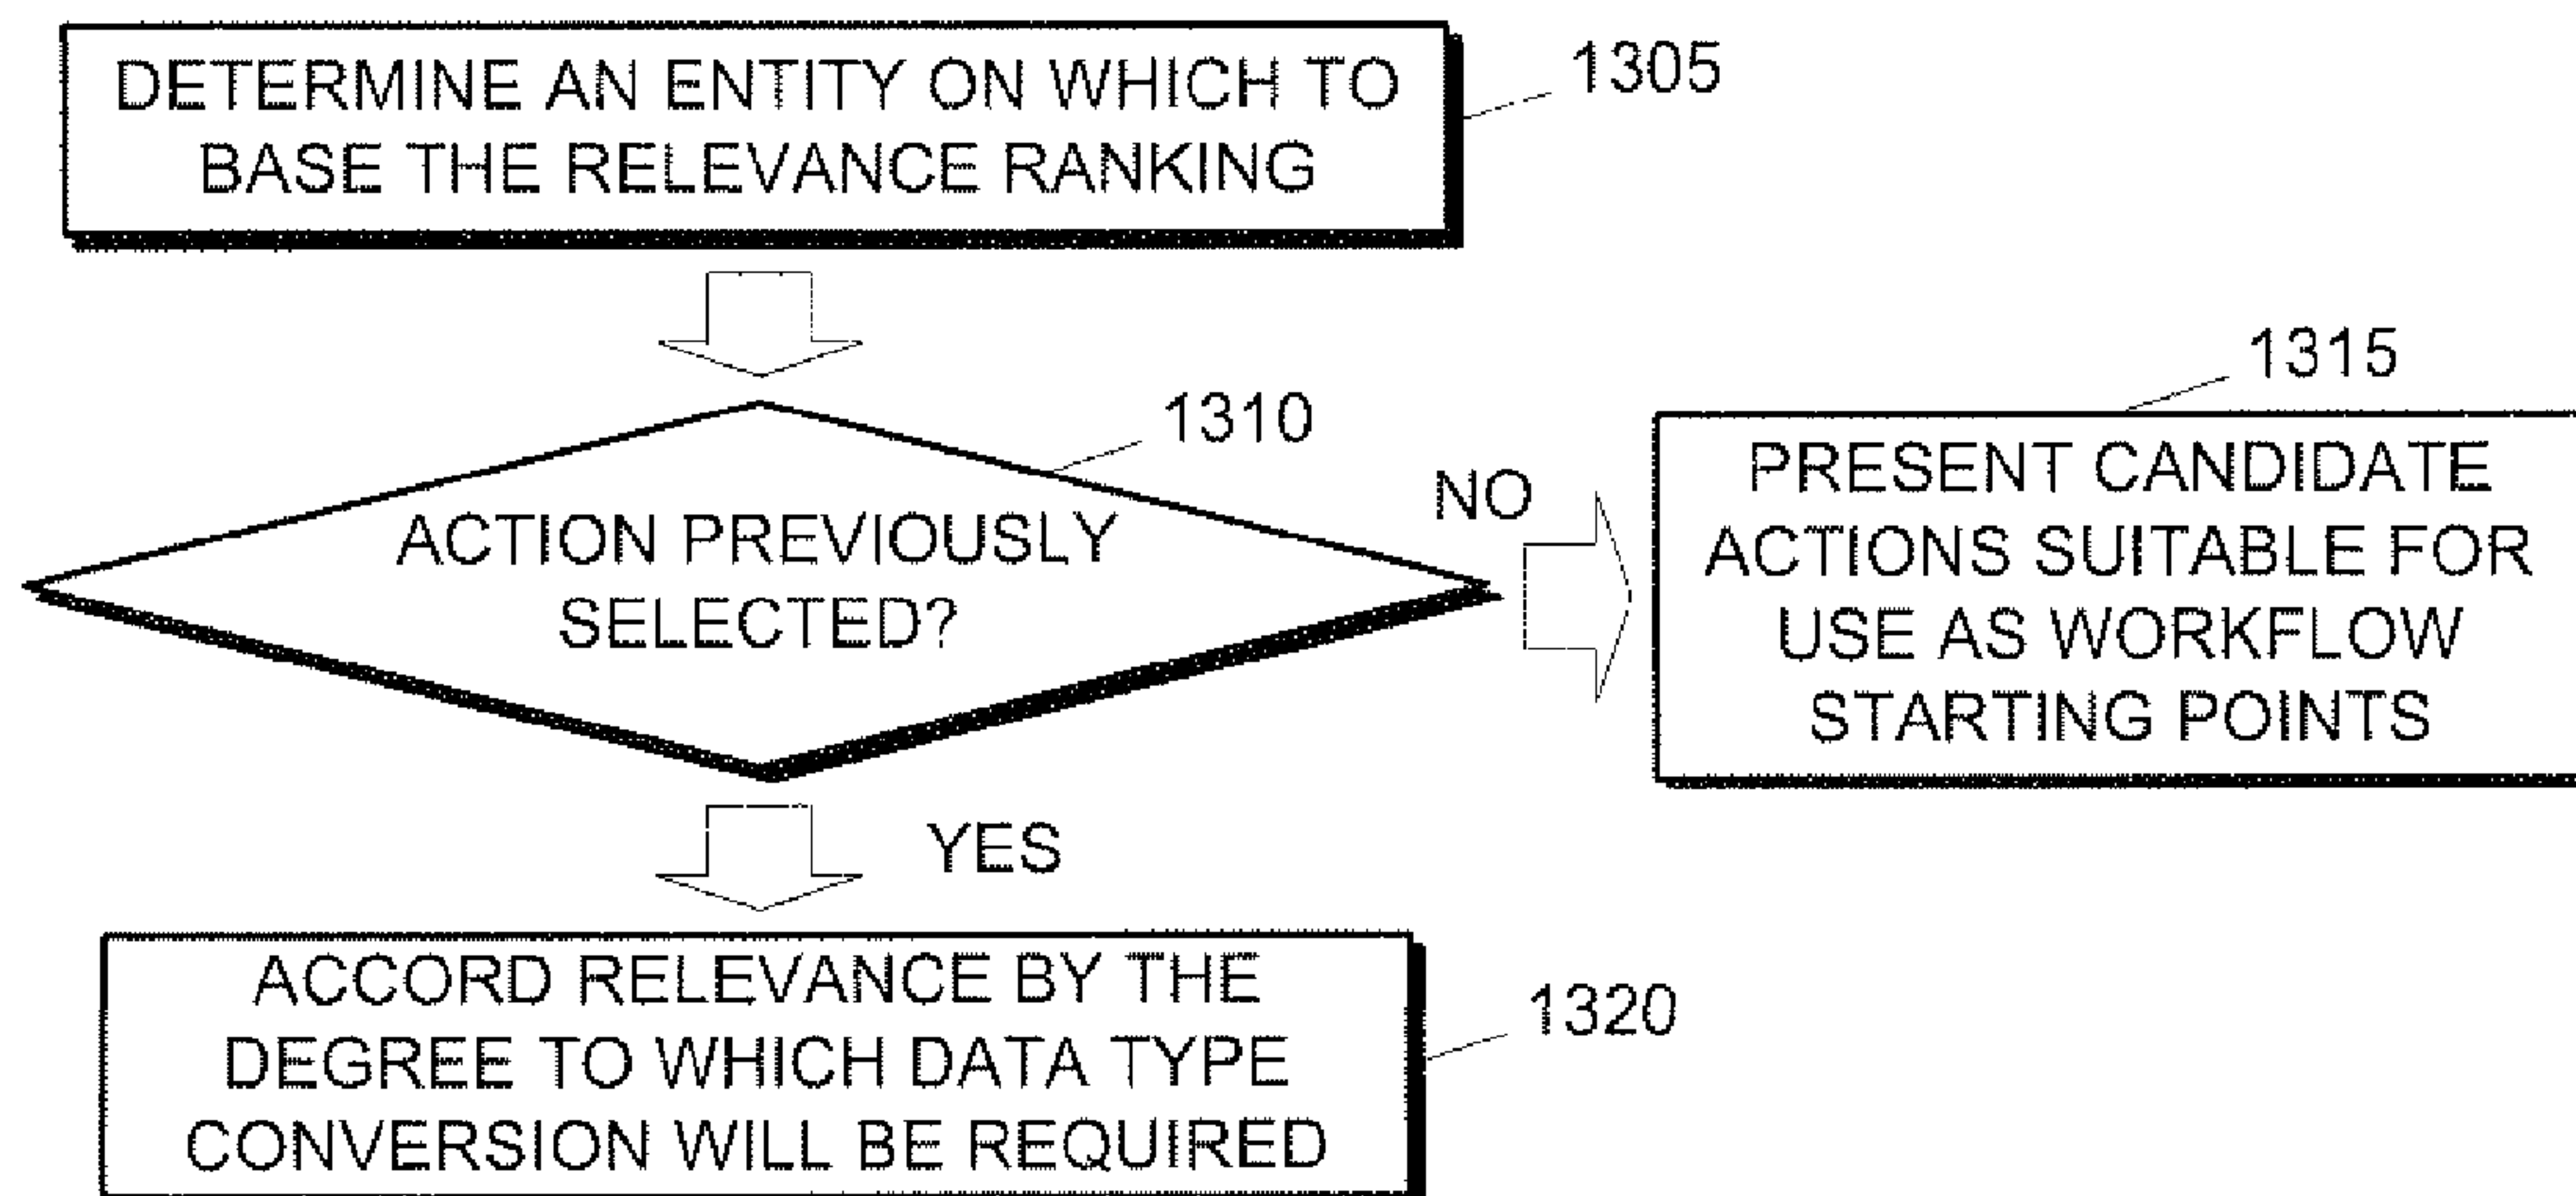 DETERMINE AN ENTITY ON WHICH TO
BASE THE RELEVANCE RANKING
1305
1310
ACTION PREVIOUSLY
SELECTED?
NO
1315
PRESENT CANDIDATE
ACTIONS SUITABLE FOR
USE AS WORKFLOW
STARTING POINTS
YES
ACCORD RELEVANCE BY THE
DEGREE TO WHICH DATA TYPE
CONVERSION WILL BE REQUIRED
1320